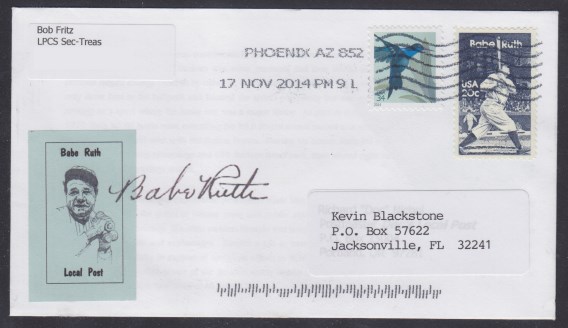 Bob Fritz
LPCS Sec-Treas
PHOENIX AZ 852
17 NOV 2014 PM 9 L
34
Babe Ruth
USA
20c
Babe Ruth
Local Post
Babe Ruth
Kevin Blackstone
P.O. Box 57622
Jacksonville, FL 32241